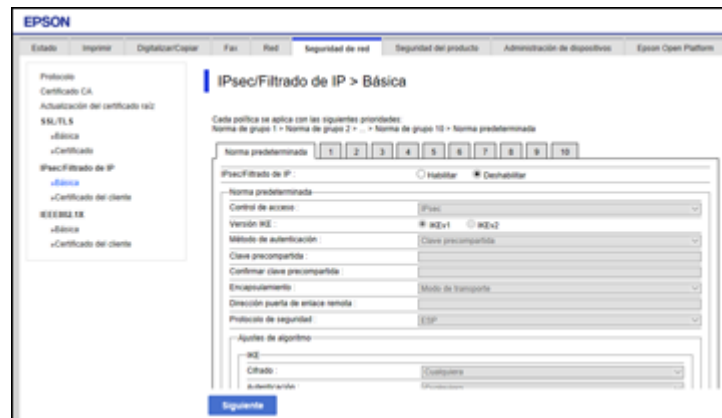 EPSON
Estado Imprimir Digitalizar/Copiar Fax Red Seguridad de red Seguridad del producto Administración de dispositivos Epson Open Platform
Protocolo
Certificado CA
Actualización del certificado raíz
SSL/TLS
»Básica
»Certificado
IPsec/Filtrado de IP
»Básica
»Certificado del cliente
IEEE802.1X
»Básica
»Certificado del cliente
IPsec/Filtrado de IP > Básica
Cada política se aplica con las siguientes prioridades:
Norma de grupo 1 > Norma de grupo 2 > ... > Norma de grupo 10 > Norma predeterminada
Norma predeterminada 1 2 3 4 5 6 7 8 9 10
IPsec/Filtrado de IP : Habilitar Deshabilitar
Norma predeterminada
Control de acceso : IPsec
Versión IKE : IKEv1 IKEv2
Método de autenticación : Clave precompartida
Clave precompartida :
Confirmar clave precompartida :
Encapsulamiento : Modo de transporte
Dirección puerta de enlace remota :
Protocolo de seguridad : ESP
Ajustes de algoritmo
IKE
Cifrado : Cualquiera
Autenticación : Cualquiera
Siguiente